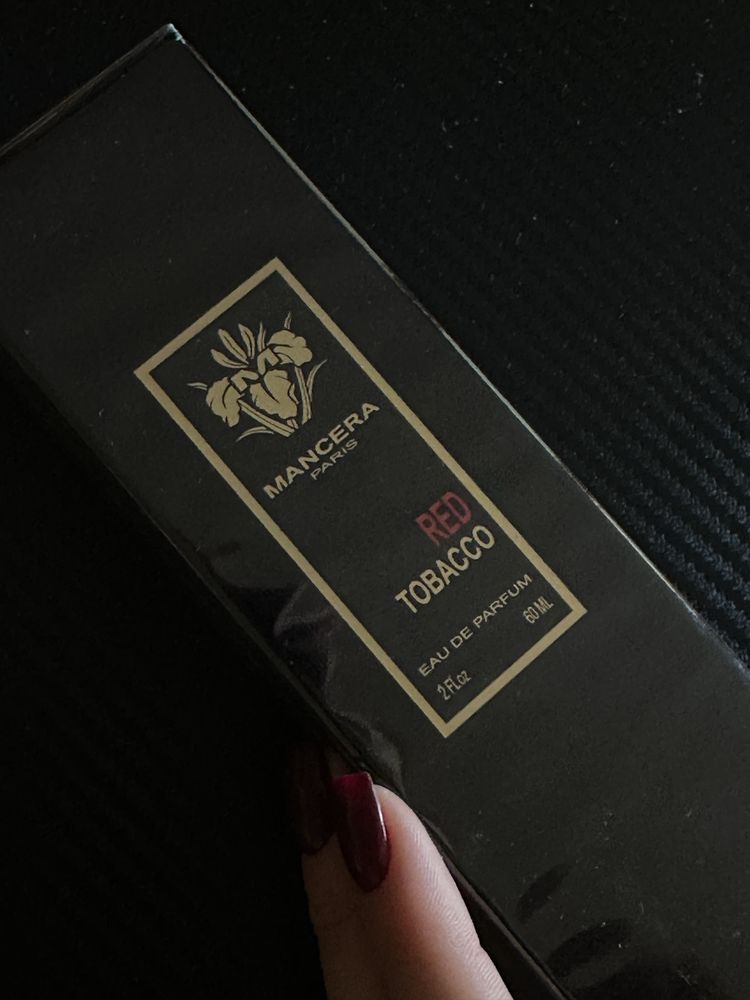 M
MANCERA
PARIS
RED
TOBACCO
EAU DE PARFUM
2 FL oz 60 ML